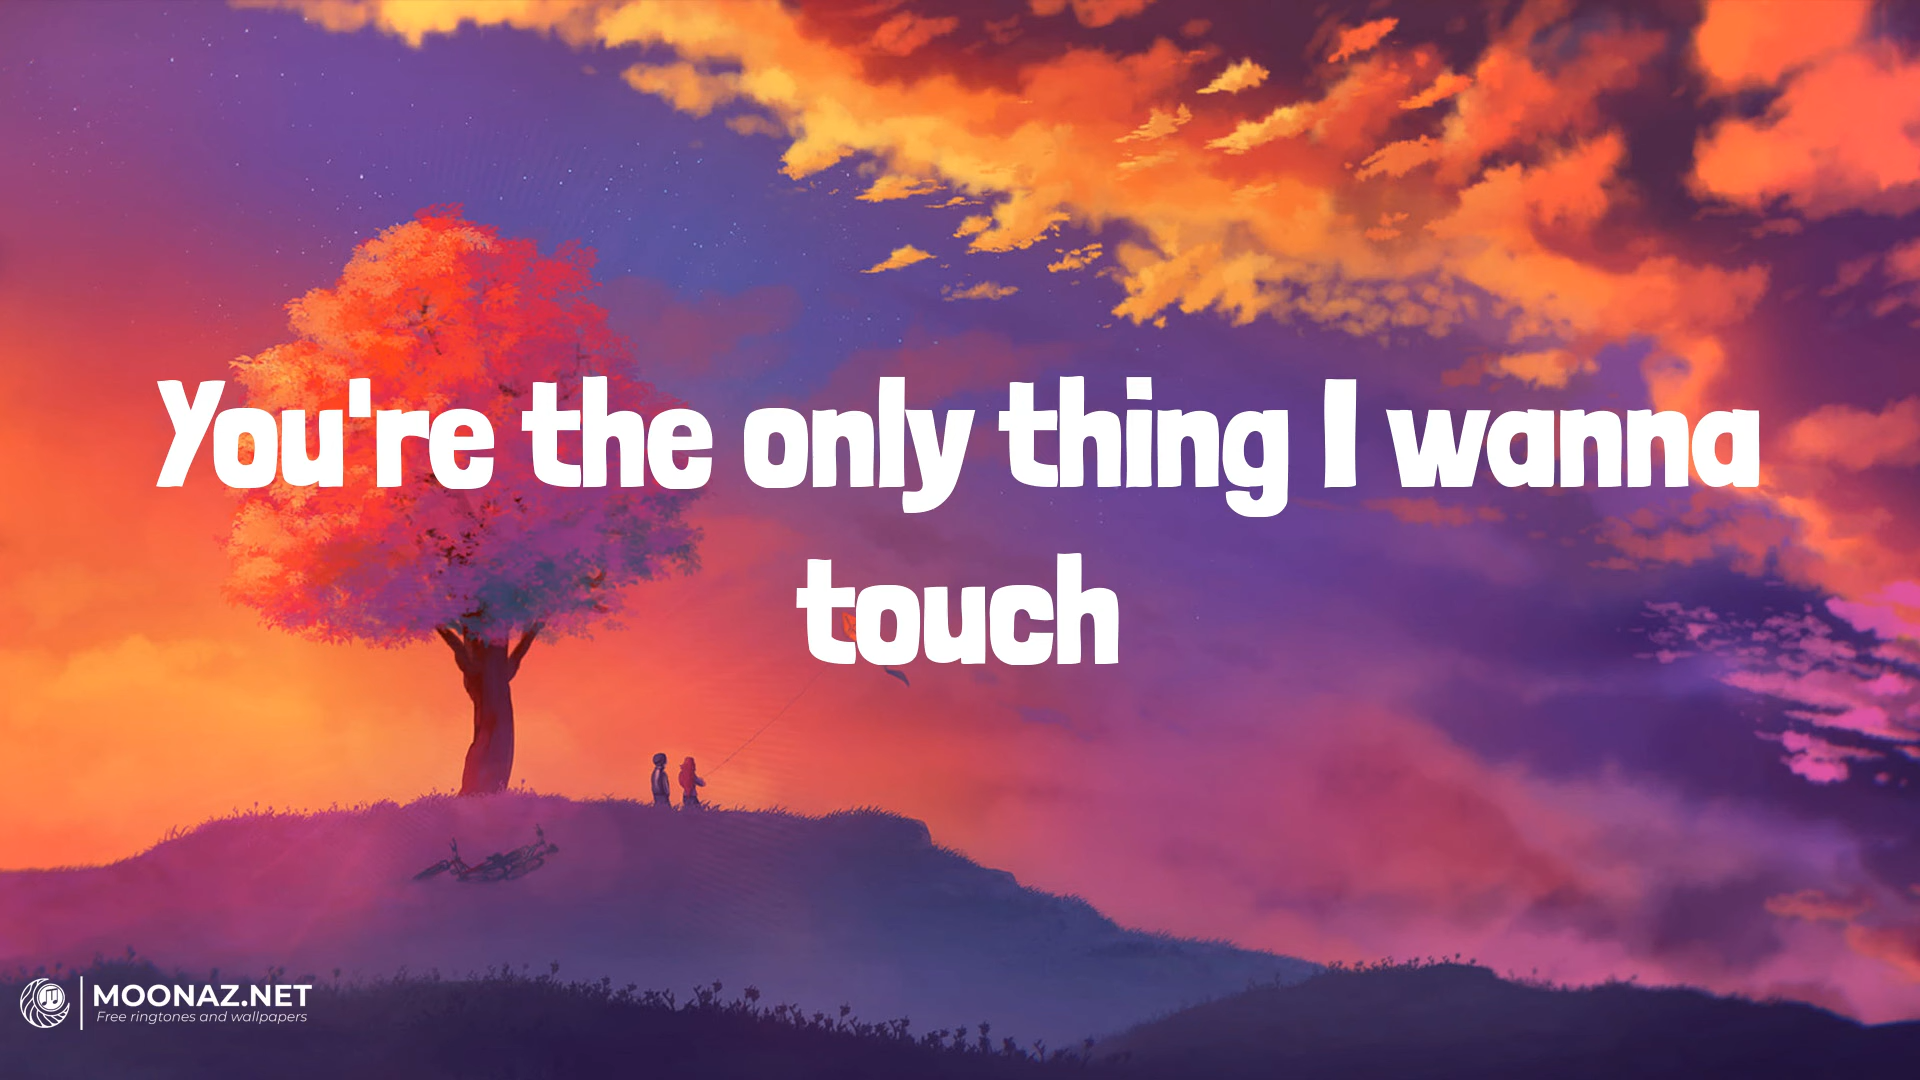 You're the only thing I wanna
touch
MOONAZ.NET
Free ringtones and wallpapers